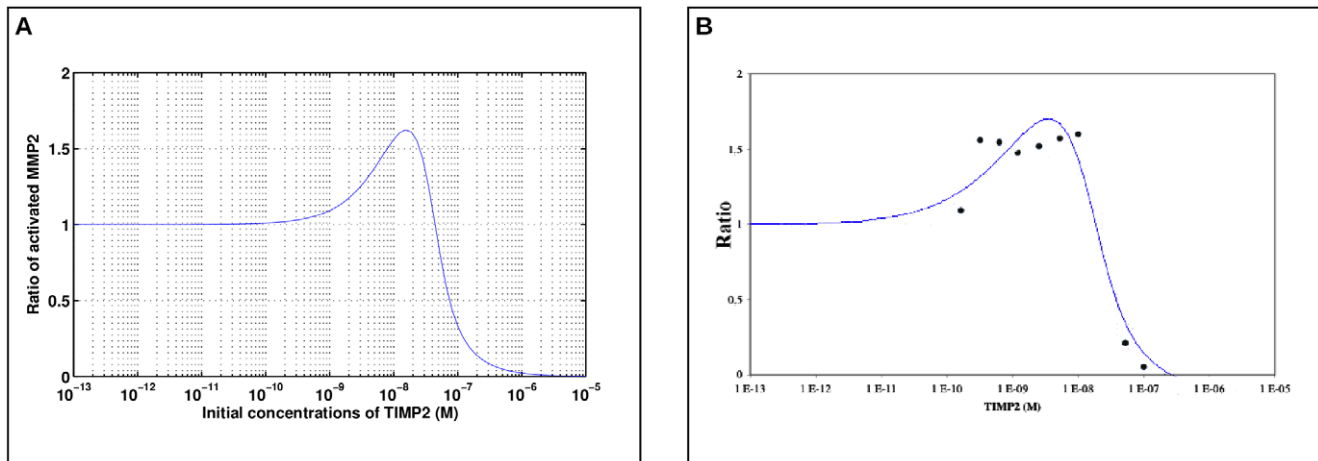 A
Ratio of activated MMP2
2
1.5
1
0.5
0
10⁻¹³ 10⁻¹² 10⁻¹¹ 10⁻¹⁰ 10⁻⁹ 10⁻⁸ 10⁻⁷ 10⁻⁶ 10⁻⁵
Initial concentrations of TIMP2 (M)
B
Ratio
2
1,5
1
0,5
0
1 E-13 1 E-12 1 E-11 1 E-10 1 E-09 1 E-08 1 E-07 1 E-06 1 E-05
TIMP2 (M)